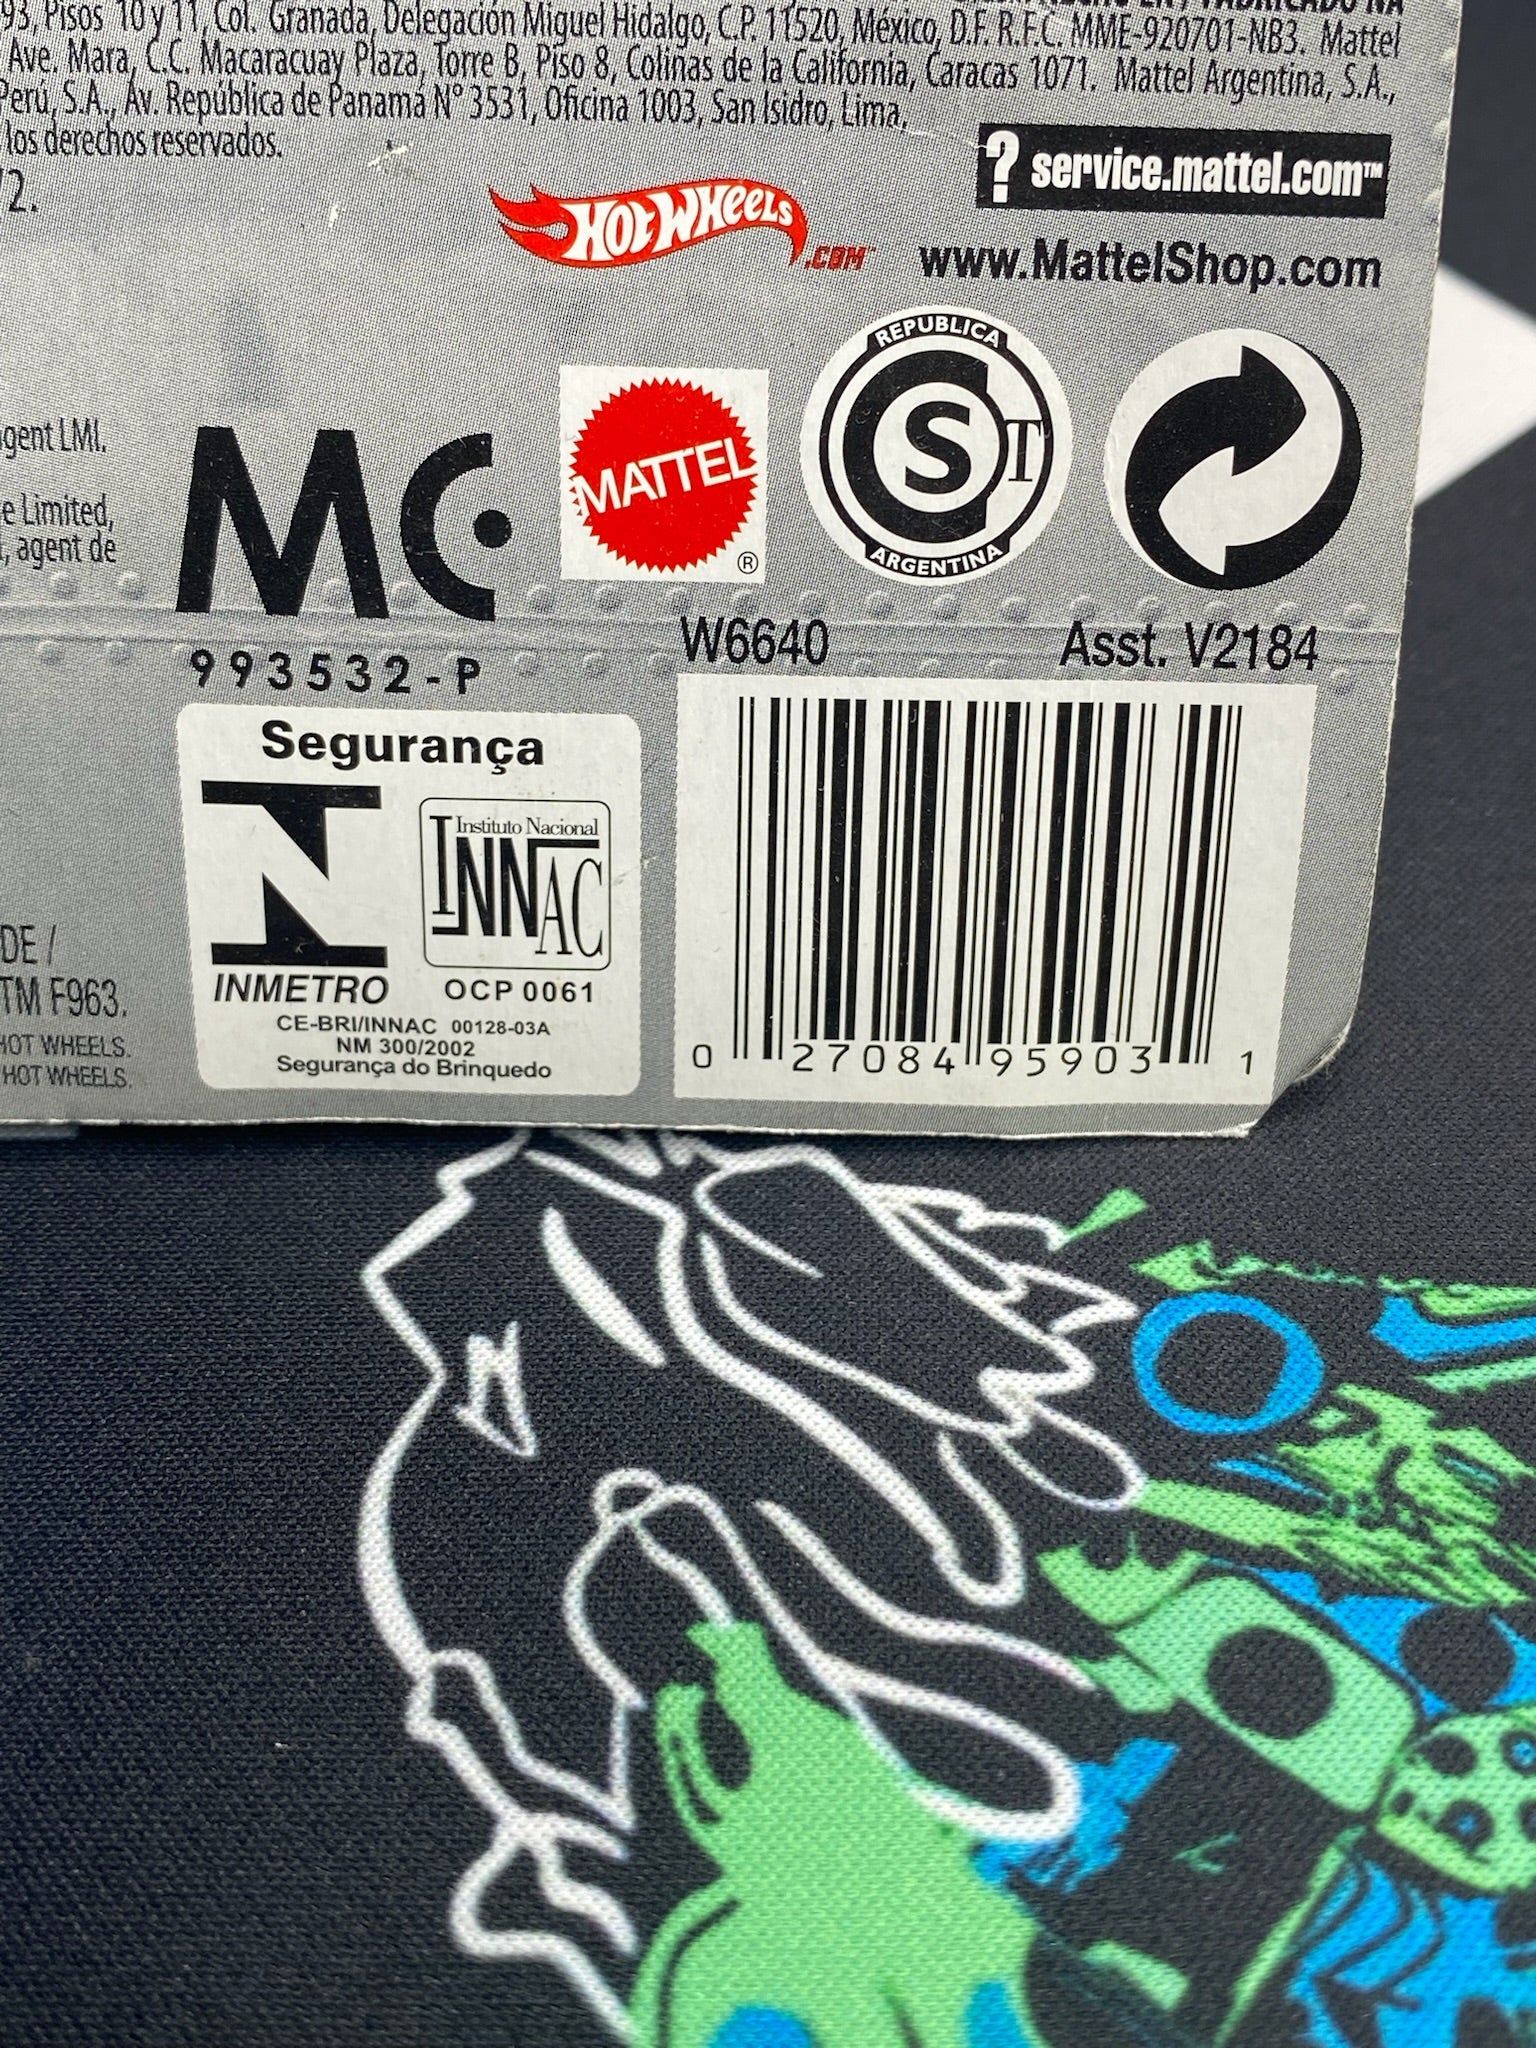 93, Pisos 10 y 11, Col. Granada, Delegación Miguel Hidalgo, C.P. 11520, México, D.F. R.F.C. MME-920701-NB3. Mattel
Ave. Mara, C.C. Macaracuay Plaza, Torre B, Piso 8, Colinas de la California, Caracas 1071. Mattel Argentina, S.A.,
Perú, S.A., Av. República de Panamá N° 3531, Oficina 1003, San Isidro, Lima,
los derechos reservados.
2.
? service.mattel.com™
HOT WHEELS
.COM™
www.MattelShop.com
gent LMI.
e Limited,
, agent de
MC
MATTEL
®
REPUBLICA
CST
ARGENTINA
993532-P
W6640
Asst. V2184
Segurança
Instituto Nacional
INNAC
INMETRO
OCP 0061
CE-BRI/INNAC 00128-03A
NM 300/2002
Segurança do Brinquedo
DE /
TM F963.
HOT WHEELS.
HOT WHEELS.
0 27084 95903 1